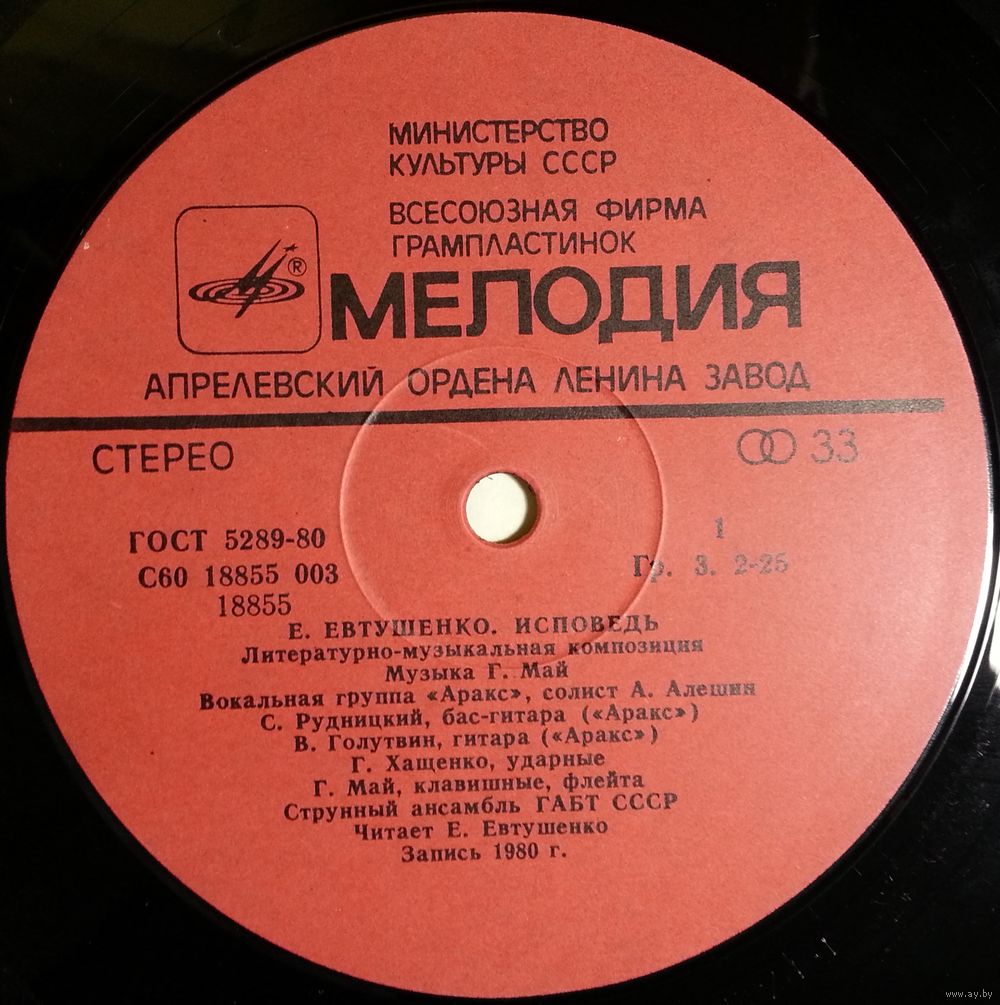 МИНИСТЕРСТВО
КУЛЬТУРЫ СССР
ВСЕСОЮЗНАЯ ФИРМА
ГРАМПЛАСТИНОК
®
МЕЛОДИЯ
АПРЕЛЕВСКИЙ ОРДЕНА ЛЕНИНА ЗАВОД
СТЕРЕО 33
ГОСТ 5289-80 1
С60 18855 003 Гр. 3. 2-25
18855
Е. ЕВТУШЕНКО. ИСПОВЕДЬ
Литературно-музыкальная композиция
Музыка Г. Май
Вокальная группа «Аракс», солист А. Алешин
С. Рудницкий, бас-гитара («Аракс»)
В. Голутвин, гитара («Аракс»)
Г. Хащенко, ударные
Г. Май, клавишные, флейта
Струнный ансамбль ГАБТ СССР
Читает Е. Евтушенко
Запись 1980 г.
www.ay.by